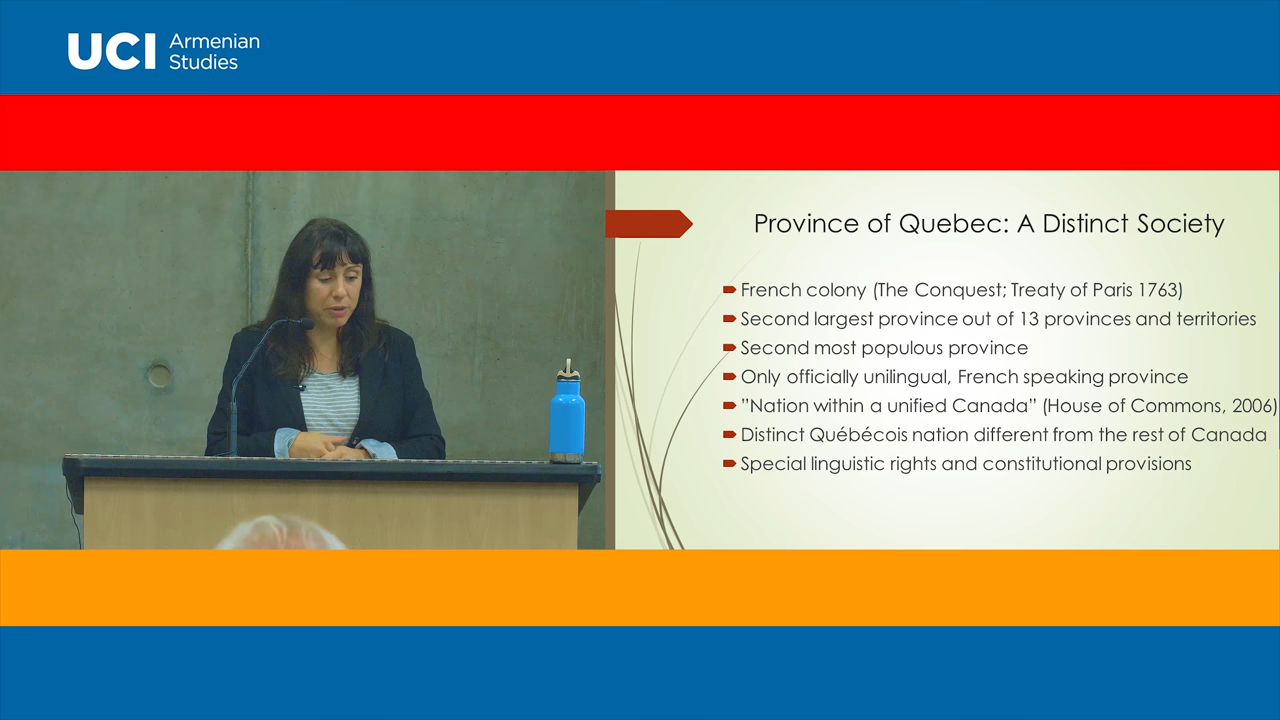 UCI Armenian
Studies
Province of Quebec: A Distinct Society
French colony (The Conquest; Treaty of Paris 1763)
Second largest province out of 13 provinces and territories
Second most populous province
Only officially unilingual, French speaking province
”Nation within a unified Canada” (House of Commons, 2006)
Distinct Québécois nation different from the rest of Canada
Special linguistic rights and constitutional provisions